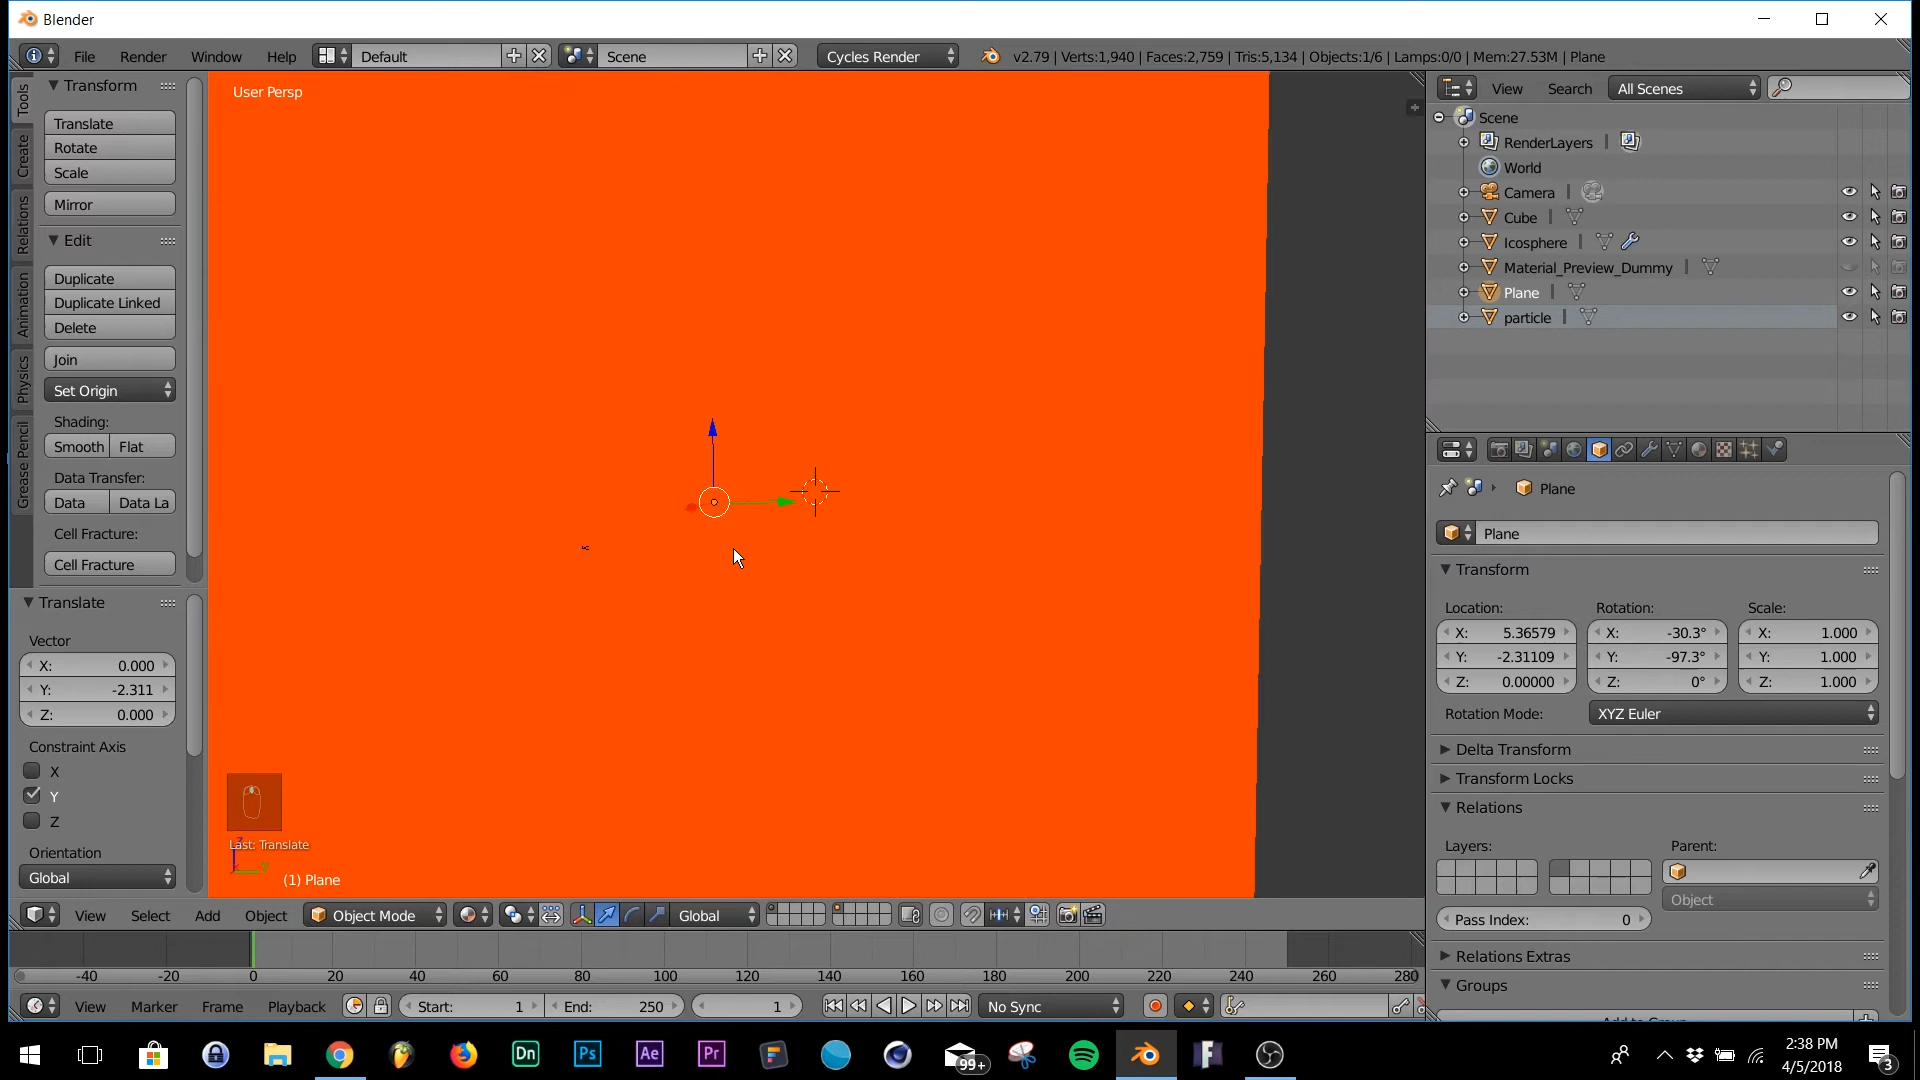 Blender
File Render Window Help Default Scene Cycles Render v2.79 | Verts:1,940 | Faces:2,759 | Tris:5,134 | Objects:1/6 | Lamps:0/0 | Mem:27.53M | Plane
Tools
Create
Relations
Animation
Physics
Grease Pencil
Transform
Translate
Rotate
Scale
Mirror
Edit
Duplicate
Duplicate Linked
Delete
Join
Set Origin
Shading:
Smooth Flat
Data Transfer:
Data Data La
Cell Fracture:
Cell Fracture
Translate
Vector
X: 0.000
Y: -2.311
Z: 0.000
Constraint Axis
X
Y
Z
Orientation
Global
User Persp
Last: Translate
Z
Y
(1) Plane
View Select Add Object Object Mode Global
-40 -20 0 20 40 60 80 100 120 140 160 180 200 220 240 260 280
View Marker Frame Playback Start: 1 End: 250 1 No Sync
View Search All Scenes
Scene
RenderLayers |
World
Camera |
Cube |
Icosphere |
Material_Preview_Dummy |
Plane |
particle |
Plane
Plane
Transform
Location: Rotation: Scale:
X: 5.36579 X: -30.3° X: 1.000
Y: -2.31109 Y: -97.3° Y: 1.000
Z: 0.00000 Z: 0° Z: 1.000
Rotation Mode: XYZ Euler
Delta Transform
Transform Locks
Relations
Layers: Parent:
Object
Pass Index: 0
Relations Extras
Groups
Dn Ps Ae Pr 99+
2:38 PM
4/5/2018
3